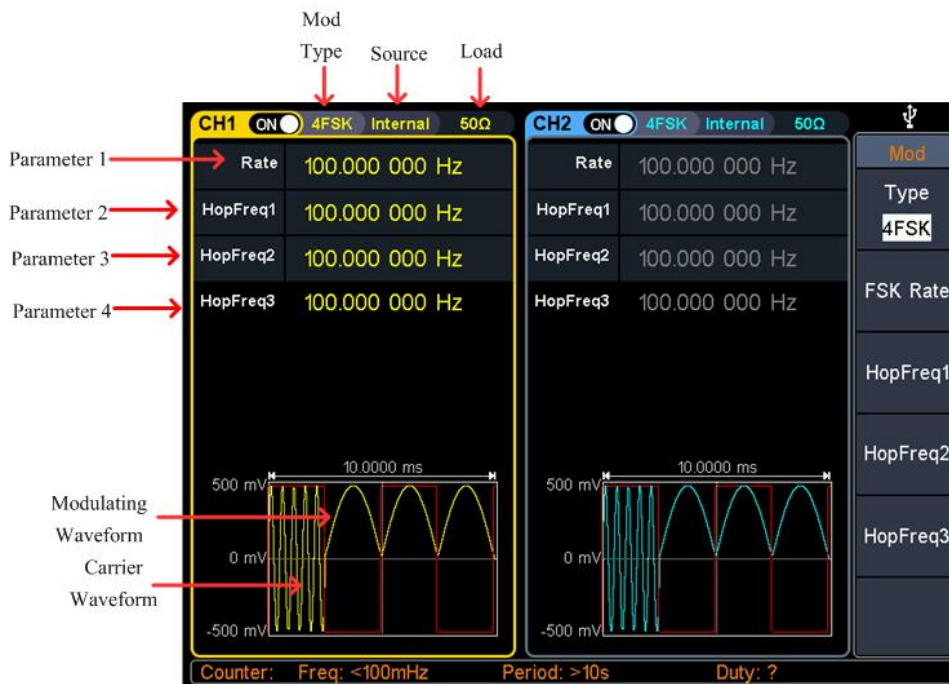 Mod
Type
Source
Load
CH1 ON 4FSK Internal 50Ω
CH2 ON 4FSK Internal 50Ω
Parameter 1
Rate 100.000 000 Hz
Rate 100.000 000 Hz
Mod
Parameter 2
HopFreq1 100.000 000 Hz
HopFreq1 100.000 000 Hz
Type
4FSK
Parameter 3
HopFreq2 100.000 000 Hz
HopFreq2 100.000 000 Hz
FSK Rate
Parameter 4
HopFreq3 100.000 000 Hz
HopFreq3 100.000 000 Hz
HopFreq1
HopFreq2
HopFreq3
10.0000 ms
500 mV
0 mV
-500 mV
10.0000 ms
500 mV
0 mV
-500 mV
Modulating
Waveform
Carrier
Waveform
Counter: Freq: <100mHz Period: >10s Duty: ?